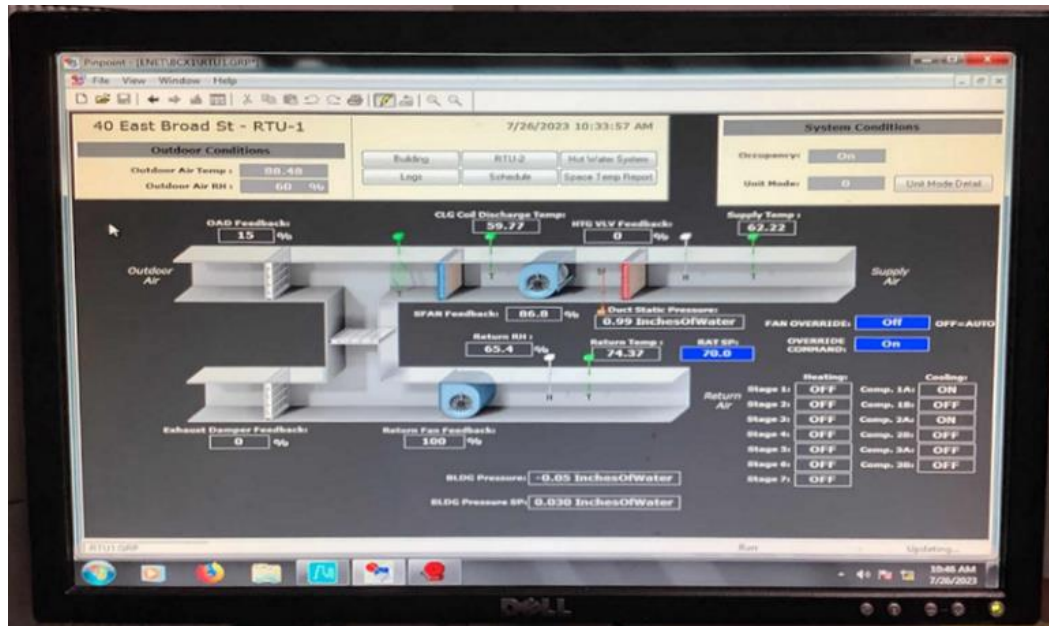 Pinpoint - [ENET\BCX1\RTU1.GRP*]
File View Window Help
40 East Broad St - RTU-1
7/26/2023 10:33:57 AM
System Conditions
Outdoor Conditions
Outdoor Air Temp :
Outdoor Air RH : 60 %
Building RTU-2 Hot Water System
Logs Schedule Space Temp Report
Occupancy: On
Unit Mode: 0 Unit Mode Detail
OAD Feedback:
15 %
CLG Coil Discharge Temp:
59.77
HTG VLV Feedback:
0 %
Supply Temp :
62.22
Outdoor
Air
T
T
H
T
Supply
Air
SFAN Feedback: 86.8 %
Duct Static Pressure:
0.99 InchesOfWater
FAN OVERRIDE: Off OFF=AUTO
OVERRIDE
COMMAND: On
Return RH :
65.4 %
Return Temp :
74.37
RAT SP:
70.0
H
T
Return
Air
Heating: Cooling:
Stage 1: OFF Comp. 1A: ON
Stage 2: OFF Comp. 1B: OFF
Stage 3: OFF Comp. 2A: ON
Stage 4: OFF Comp. 2B: OFF
Stage 5: OFF Comp. 3A: OFF
Stage 6: OFF Comp. 3B: OFF
Stage 7: OFF
Exhaust Damper Feedback:
0 %
Return Fan Feedback:
100 %
BLDG Pressure: -0.05 InchesOfWater
BLDG Pressure SP: 0.030 InchesOfWater
RTU1.GRP Run Updating...
10:46 AM
7/26/2023
DELL